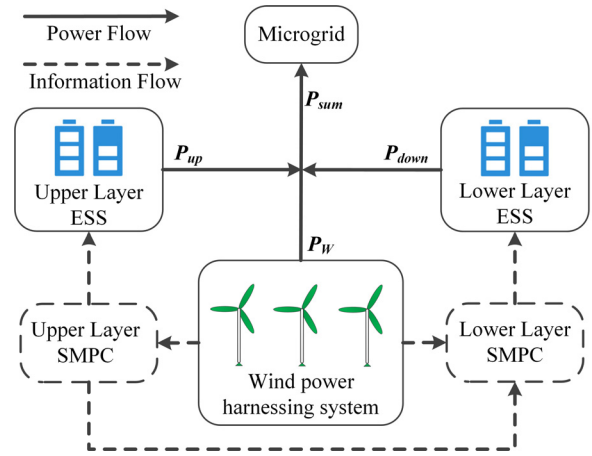 Power Flow
Information Flow
Microgrid
P_sum
P_up
P_down
Upper Layer
ESS
Lower Layer
ESS
P_W
Upper Layer
SMPC
Lower Layer
SMPC
Wind power
harnessing system